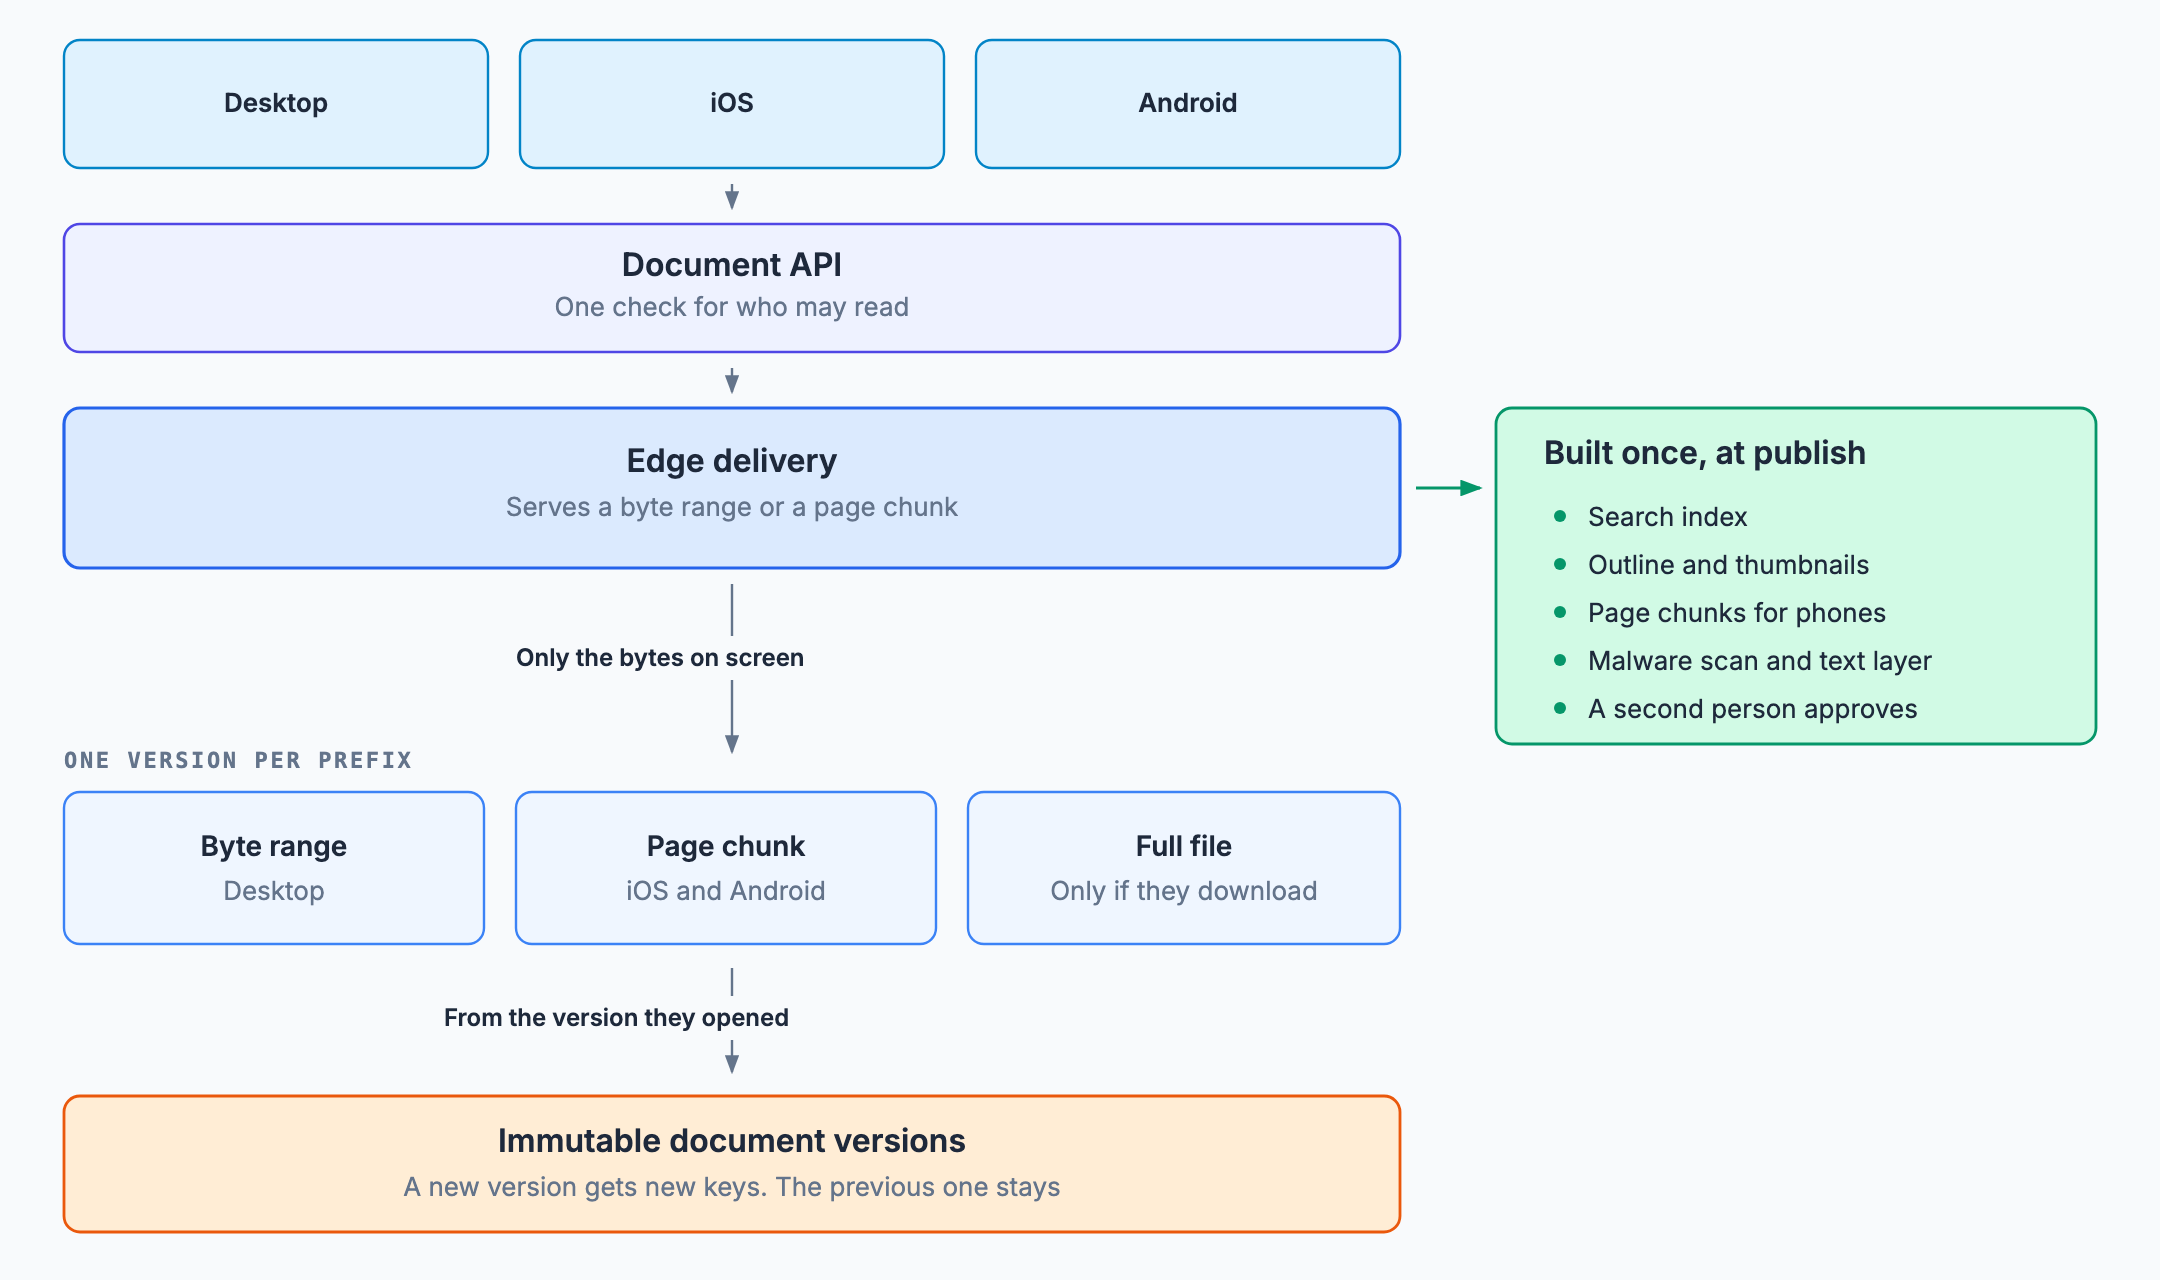 Desktop
iOS
Android
Document API
One check for who may read
Edge delivery
Serves a byte range or a page chunk
Built once, at publish
Search index
Outline and thumbnails
Page chunks for phones
Malware scan and text layer
A second person approves
Only the bytes on screen
ONE VERSION PER PREFIX
Byte range
Desktop
Page chunk
iOS and Android
Full file
Only if they download
From the version they opened
Immutable document versions
A new version gets new keys. The previous one stays